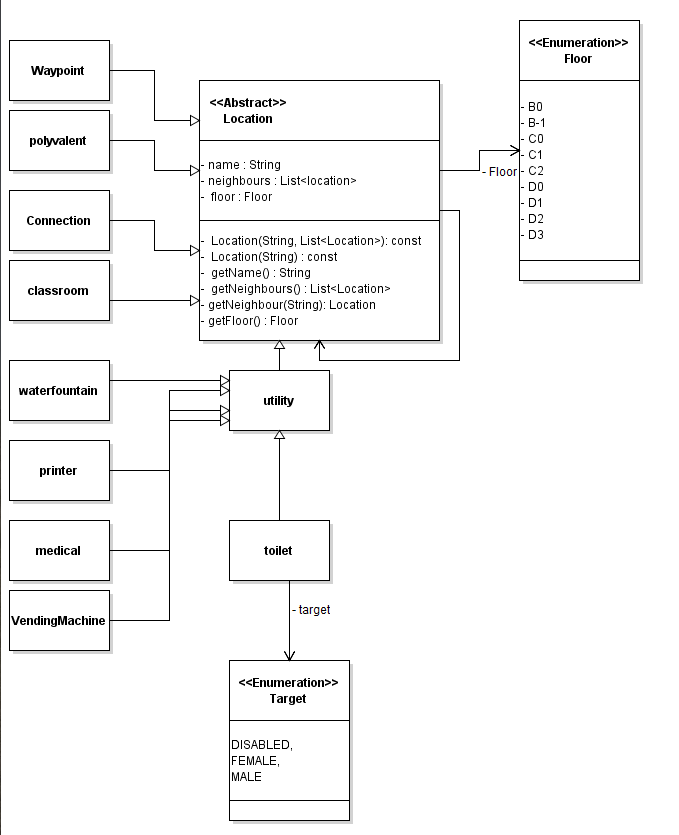 Waypoint
polyvalent
Connection
classroom
waterfountain
printer
medical
VendingMachine
<<Abstract>>
Location
- name : String
- neighbours : List<location>
- floor : Floor
- Location(String, List<Location>): const
- Location(String) : const
- getName() : String
- getNeighbours() : List<Location>
- getNeighbour(String): Location
- getFloor() : Floor
utility
toilet
- target
<<Enumeration>>
Target
DISABLED,
FEMALE,
MALE
- Floor
<<Enumeration>>
Floor
- B0
- B-1
- C0
- C1
- C2
- D0
- D1
- D2
- D3